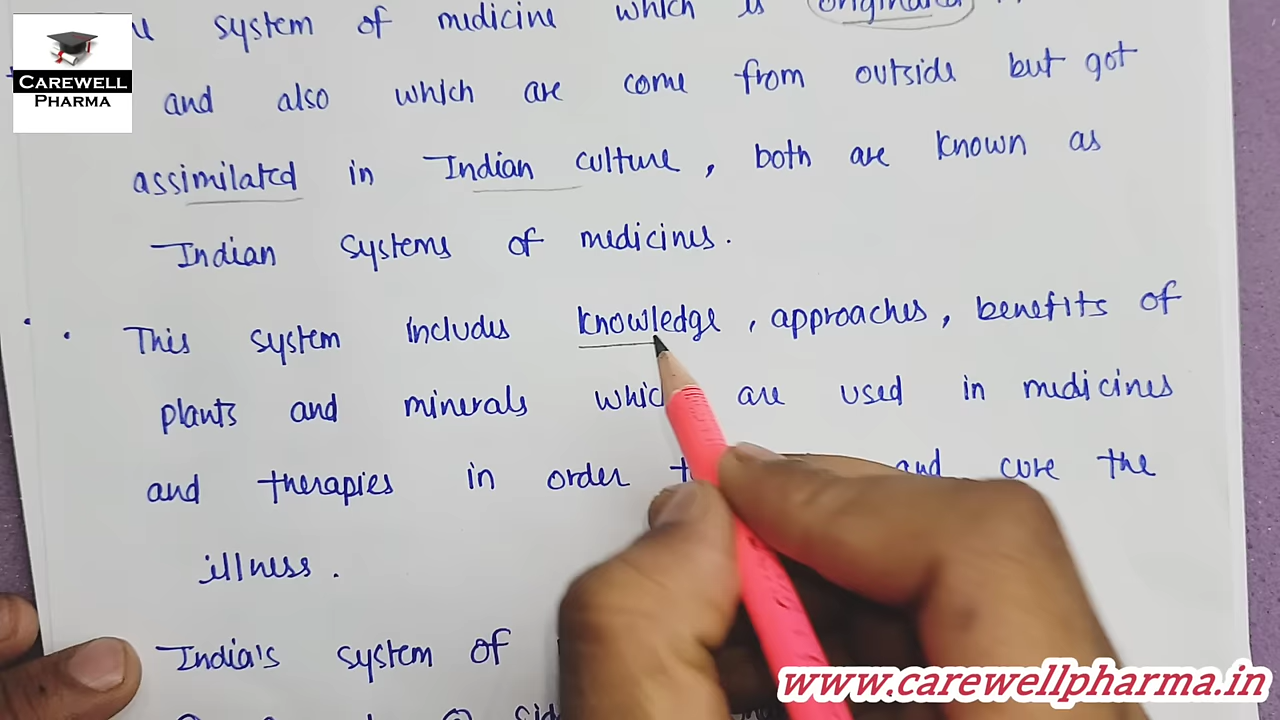 system of medicine which is originated
CAREWELL
PHARMA
and also which are come from outside but got
assimilated in Indian culture, both are known as
Indian systems of medicines.
This system includes knowledge, approaches, benefits of
plants and minerals which are used in medicines
and therapies in order and cure the
illness.
India's system of
www.carewellpharma.in